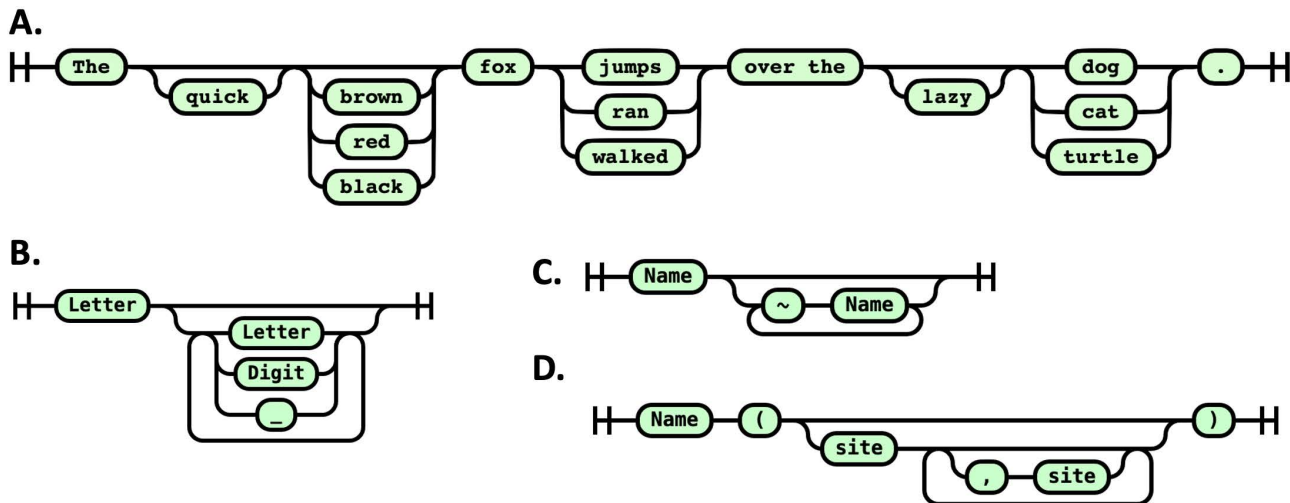 A.
The quick brown red black fox jumps ran walked over the lazy dog cat turtle .
B.
Letter Letter Digit _
C.
Name ~ Name
D.
Name ( site , site )